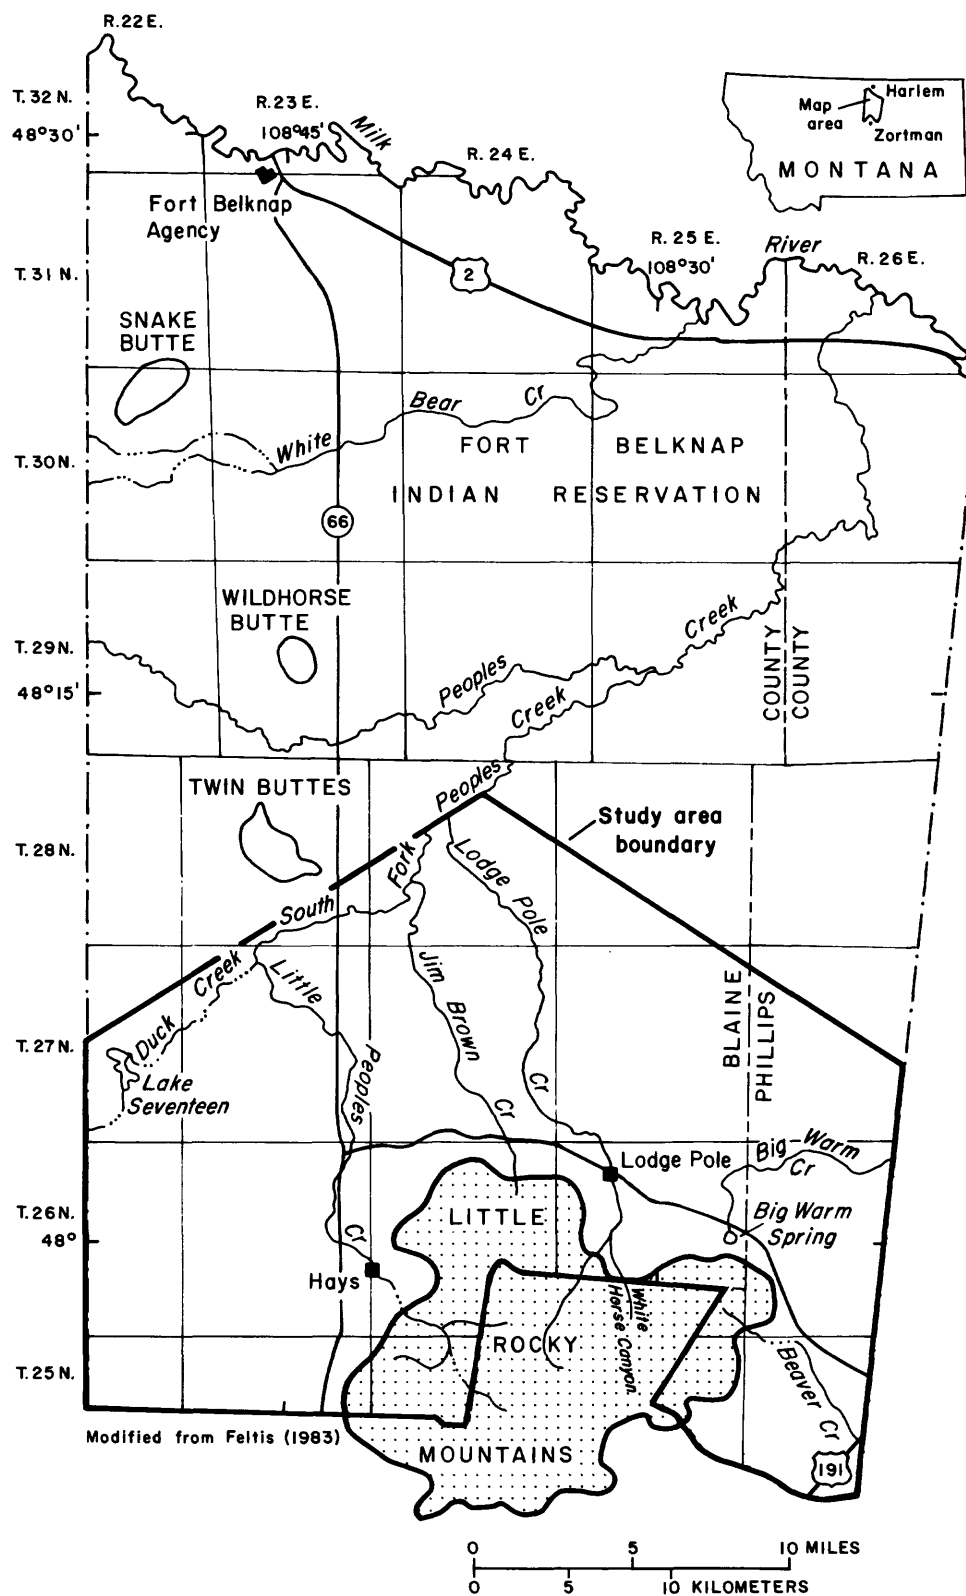 R.22 E.
T. 32 N.
48°30'
R.23 E.
108°45'
Milk
R. 24 E.
Harlem
Map
area
Zortman
MONTANA
Fort Belknap
Agency
R. 25 E.
108°30'
River
R. 26 E.
T. 31 N.
2
SNAKE
BUTTE
White Bear Cr
FORT BELKNAP
INDIAN RESERVATION
T. 30 N.
66
WILDHORSE
BUTTE
T. 29 N.
48°15'
Peoples Creek
Creek
COUNTY
COUNTY
TWIN BUTTES
Peoples
Study area
boundary
T. 28 N.
South Fork
Lodge Pole
Cr
Duck Creek
Little
Peoples
Cr
Jim Brown
Cr
BLAINE
PHILLIPS
T. 27 N.
Lake
Seventeen
Lodge Pole
Big Warm
Cr
T. 26 N.
48°
LITTLE
Big Warm
Spring
Hays
White
Horse Canyon
ROCKY
T. 25 N.
Beaver Cr
Modified from Feltis (1983)
MOUNTAINS
191
0 5 10 MILES
0 5 10 KILOMETERS